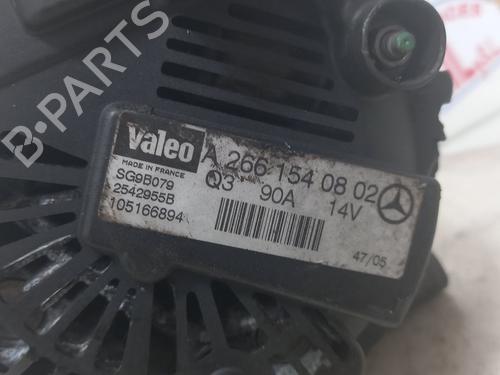 B-PARTS
Valeo
MADE IN FRANCE
A 266 154 08 02
SG9B079
Q3 90A 14V
2542955B
105166894
47/05